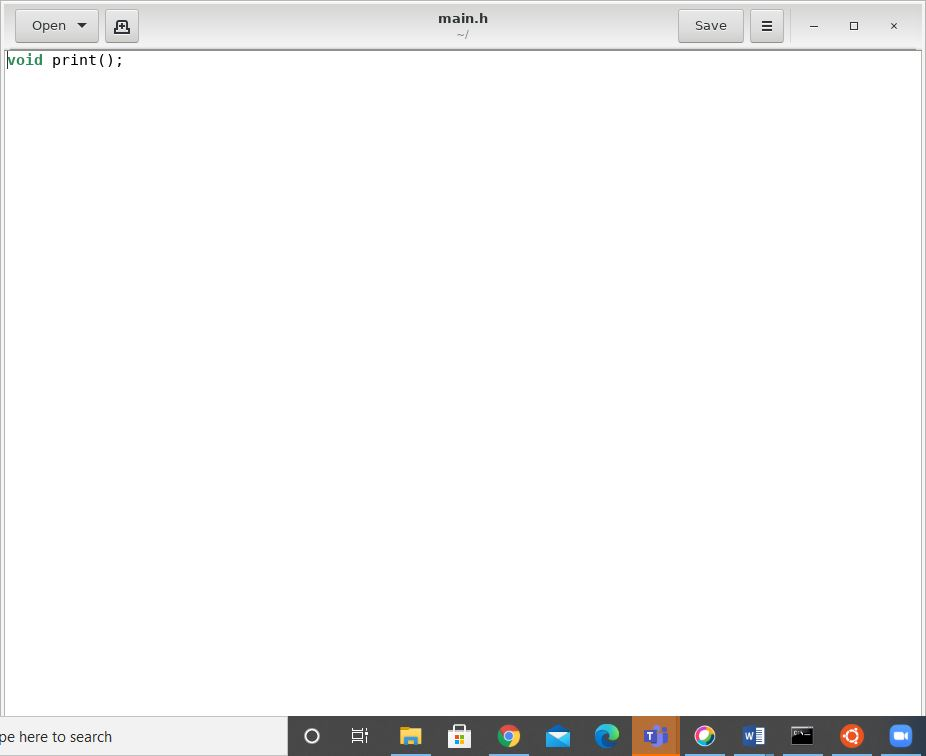 Open
main.h
~/
Save
void print();
pe here to search